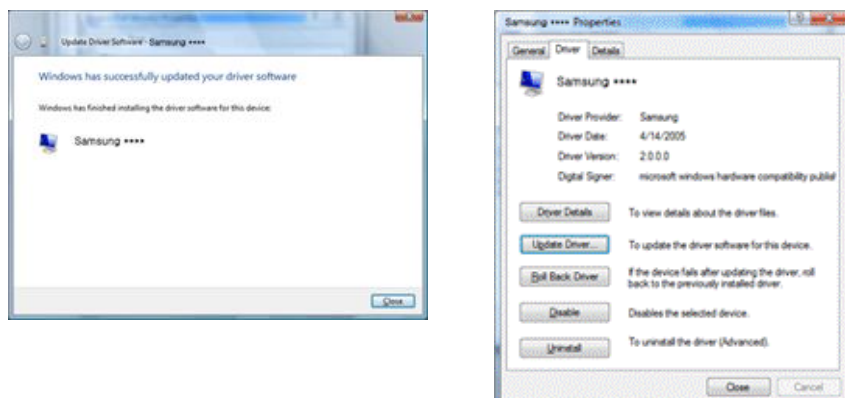 Update Driver Software - Samsung ****
Windows has successfully updated your driver software
Windows has finished installing the driver software for this device:
Samsung ****
Close
Samsung **** Properties
General Driver Details
Samsung ****
Driver Provider: Samsung
Driver Date: 4/14/2005
Driver Version: 2.0.0.0
Digital Signer: microsoft windows hardware compatibility publis
Driver Details To view details about the driver files.
Update Driver... To update the driver software for this device.
Roll Back Driver If the device fails after updating the driver, roll
back to the previously installed driver.
Disable Disables the selected device.
Uninstall To uninstall the driver (Advanced).
Close Cancel